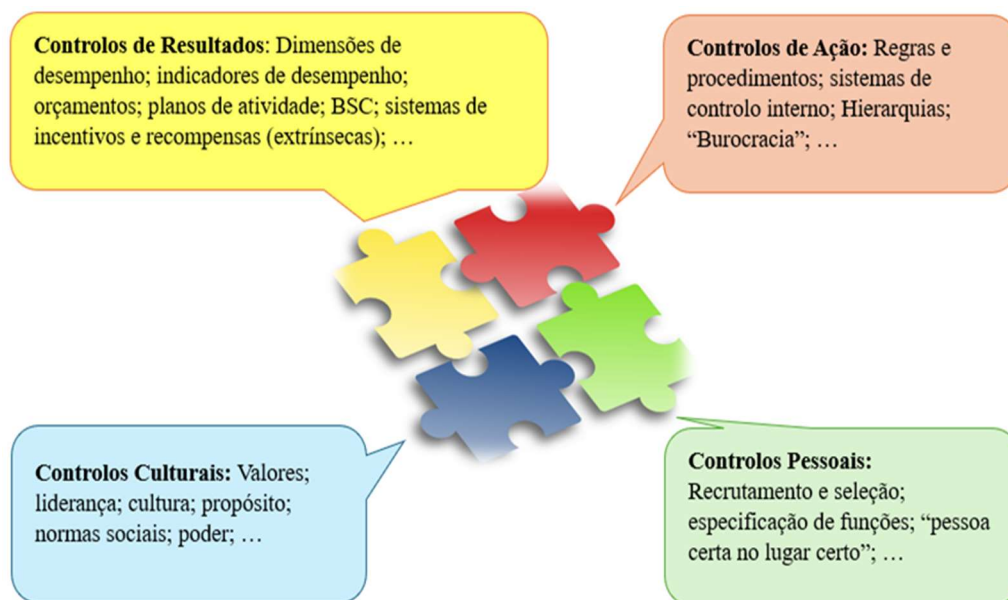 Controlos de Resultados: Dimensões de
desempenho; indicadores de desempenho;
orçamentos; planos de atividade; BSC; sistemas de
incentivos e recompensas (extrínsecas); …
Controlos de Ação: Regras e
procedimentos; sistemas de
controlo interno; Hierarquias;
“Burocracia”; …
Controlos Culturais: Valores;
liderança; cultura; propósito;
normas sociais; poder; …
Controlos Pessoais:
Recrutamento e seleção;
especificação de funções; “pessoa
certa no lugar certo”; …